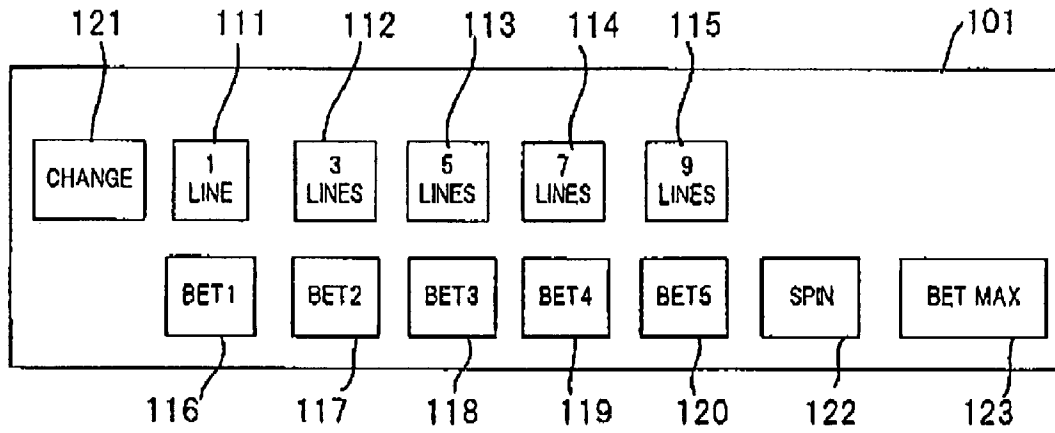 121 111 112 113 114 115 101
CHANGE
1
LINE
3
LINES
5
LINES
7
LINES
9
LINES
BET1 BET2 BET3 BET4 BET5 SPIN BET MAX
116 117 118 119 120 122 123